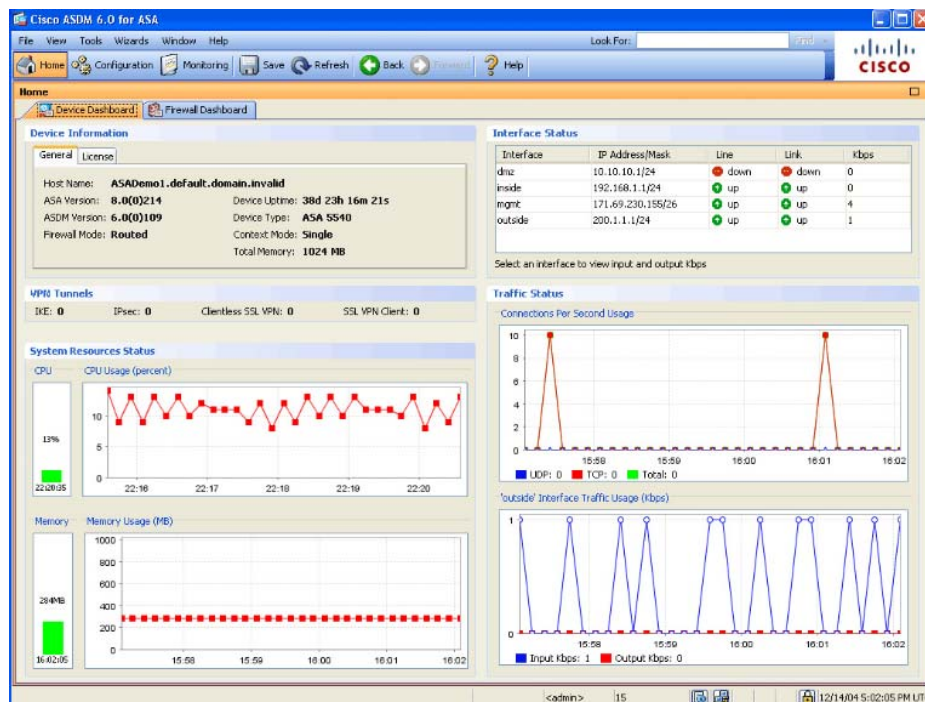 Cisco ASDM 6.0 for ASA
File View Tools Wizards Window Help Look For: Find
Home Configuration Monitoring Save Refresh Back Forward Help
CISCO
Home
Device Dashboard Firewall Dashboard
Device Information
General License
Host Name: ASADemo1.default.domain.invalid
ASA Version: 8.0(0)214 Device Uptime: 38d 23h 16m 21s
ASDM Version: 6.0(0)109 Device Type: ASA 5540
Firewall Mode: Routed Context Mode: Single
Total Memory: 1024 MB
Interface Status
Interface IP Address/Mask Line Link Kbps
dmz 10.10.10.1/24 down down 0
inside 192.168.1.1/24 up up 0
mgmt 171.69.230.155/26 up up 4
outside 200.1.1.1/24 up up 1
Select an interface to view input and output Kbps
VPN Tunnels
IKE: 0 IPsec: 0 Clientless SSL VPN: 0 SSL VPN Client: 0
System Resources Status
CPU CPU Usage (percent)
10
5
0
13%
22:20:35 22:16 22:17 22:18 22:19 22:20
Memory Memory Usage (MB)
1000
800
600
400
200
0
284MB
16:02:05 15:58 15:59 16:00 16:01 16:02
Traffic Status
Connections Per Second Usage
10
8
6
4
2
0
15:58 15:59 16:00 16:01 16:02
UDP: 0 TCP: 0 Total: 0
'outside' Interface Traffic Usage (Kbps)
1
0
15:58 15:59 16:00 16:01 16:02
Input Kbps: 1 Output Kbps: 0
<admin> 15 12/14/04 5:02:05 PM UT